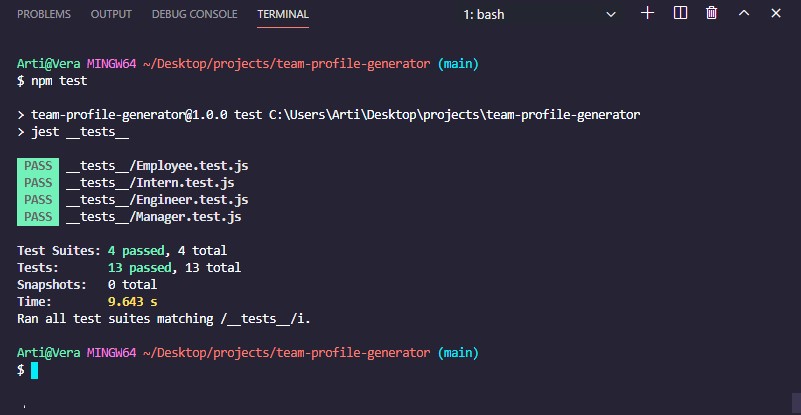 PROBLEMS OUTPUT DEBUG CONSOLE TERMINAL 1: bash
Arti@Vera MINGW64 ~/Desktop/projects/team-profile-generator (main)
$ npm test
> team-profile-generator@1.0.0 test C:\Users\Arti\Desktop\projects\team-profile-generator
> jest __tests__
PASS __tests__/Employee.test.js
PASS __tests__/Intern.test.js
PASS __tests__/Engineer.test.js
PASS __tests__/Manager.test.js
Test Suites: 4 passed, 4 total
Tests: 13 passed, 13 total
Snapshots: 0 total
Time: 9.643 s
Ran all test suites matching /__tests__/i.
Arti@Vera MINGW64 ~/Desktop/projects/team-profile-generator (main)
$